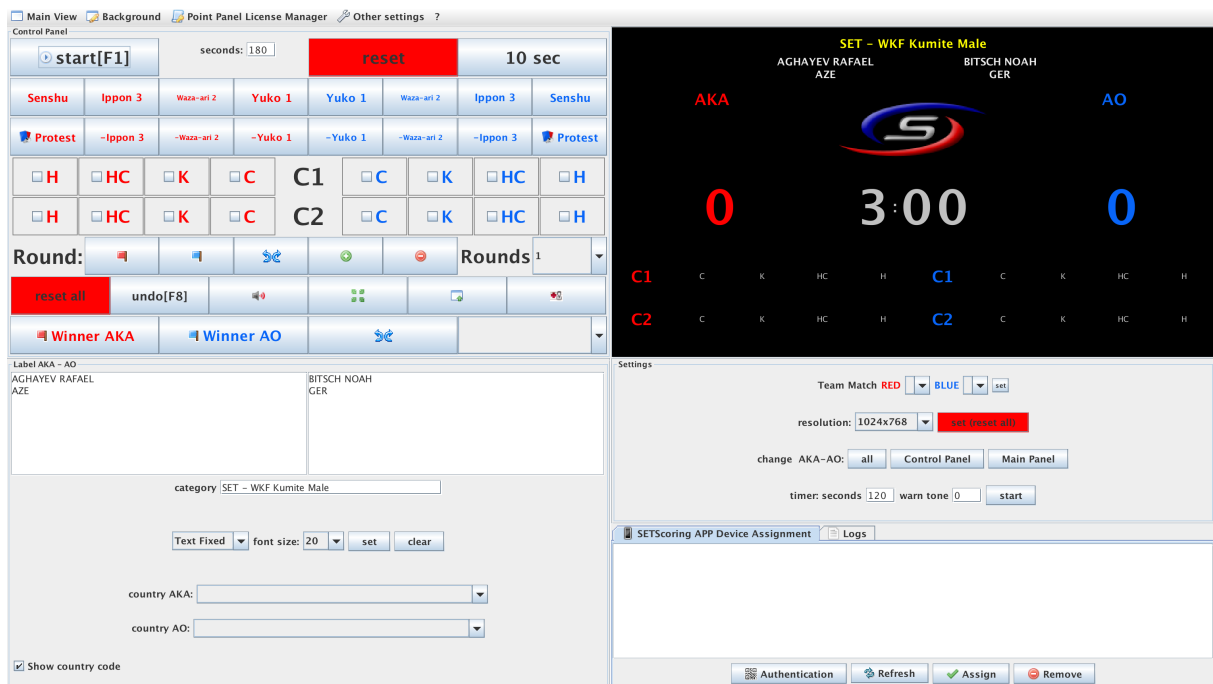 Main View Background Point Panel License Manager Other settings ?
Control Panel
start[F1] seconds: 180 reset 10 sec
Senshu Ippon 3 Waza-ari 2 Yuko 1 Yuko 1 Waza-ari 2 Ippon 3 Senshu
Protest -Ippon 3 -Waza-ari 2 -Yuko 1 -Yuko 1 -Waza-ari 2 -Ippon 3 Protest
H HC K C C1 C K HC H
H HC K C C2 C K HC H
Round: Rounds 1
reset all undo[F8]
Winner AKA Winner AO
SET - WKF Kumite Male
AGHAYEV RAFAEL BITSCH NOAH
AZE GER
AKA AO
S
0 3:00 0
C1 C K HC H C1 C K HC H
C2 C K HC H C2 C K HC H
Label AKA - AO
AGHAYEV RAFAEL BITSCH NOAH
AZE GER
category SET - WKF Kumite Male
Text Fixed font size: 20 set clear
country AKA:
country AO:
Show country code
Settings
Team Match RED BLUE set
resolution: 1024x768 set (reset all)
change AKA-AO: all Control Panel Main Panel
timer: seconds 120 warn tone 0 start
SETScoring APP Device Assignment Logs
Authentication Refresh Assign Remove